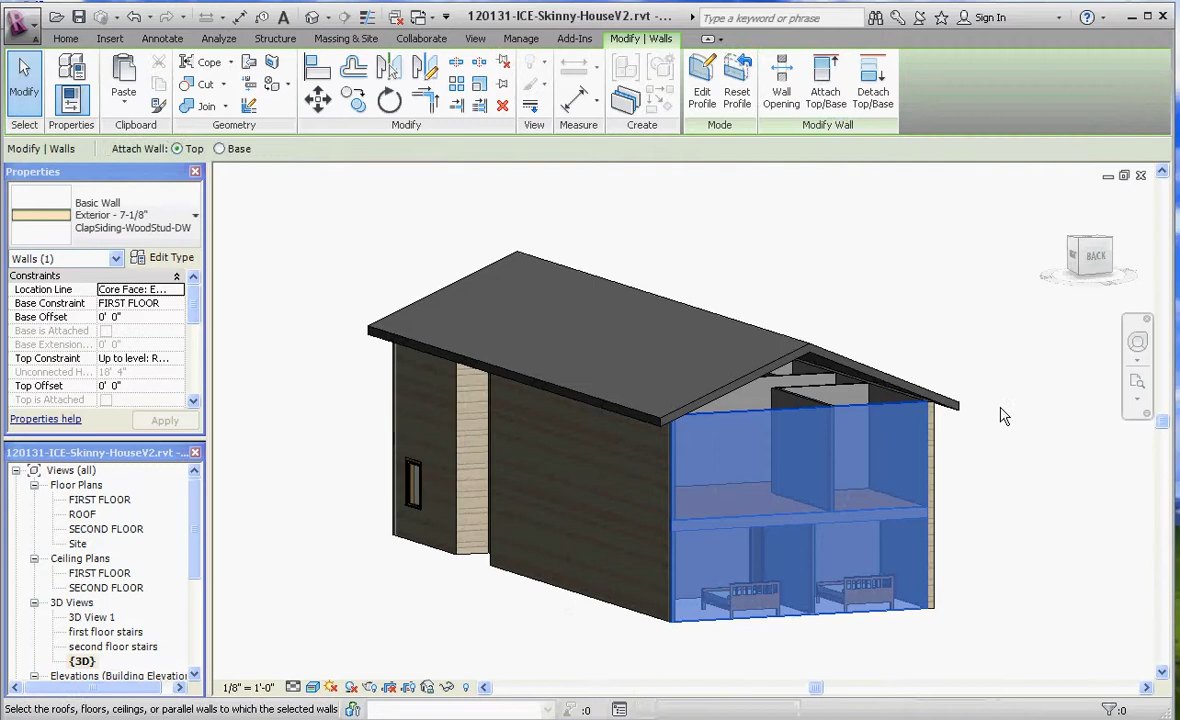 120131-ICE-Skinny-HouseV2.rvt -...
Type a keyword or phrase
Sign In
Home
Insert
Annotate
Analyze
Structure
Massing & Site
Collaborate
View
Manage
Add-Ins
Modify | Walls
Modify
Properties
Paste
Cope
Cut
Join
Edit Profile
Reset Profile
Wall Opening
Attach Top/Base
Detach Top/Base
Select
Properties
Clipboard
Geometry
Modify
View
Measure
Create
Mode
Modify Wall
Modify | Walls
Attach Wall:
Top
Base
Properties
Basic Wall
Exterior - 7-1/8"
ClapSiding-WoodStud-DW
Walls (1)
Edit Type
Constraints
Location Line
Core Face: E...
Base Constraint
FIRST FLOOR
Base Offset
0' 0"
Base is Attached
Base Extension...
0' 0"
Top Constraint
Up to level: R...
Unconnected H...
18' 4"
Top Offset
0' 0"
Top is Attached
Properties help
Apply
120131-ICE-Skinny-HouseV2.rvt -...
Views (all)
Floor Plans
FIRST FLOOR
ROOF
SECOND FLOOR
Site
Ceiling Plans
FIRST FLOOR
SECOND FLOOR
3D Views
3D View 1
first floor stairs
second floor stairs
{3D}
Elevations (Building Elevatio
BACK
1/8" = 1'-0"
Select the roofs, floors, ceilings, or parallel walls to which the selected walls
:0
:0